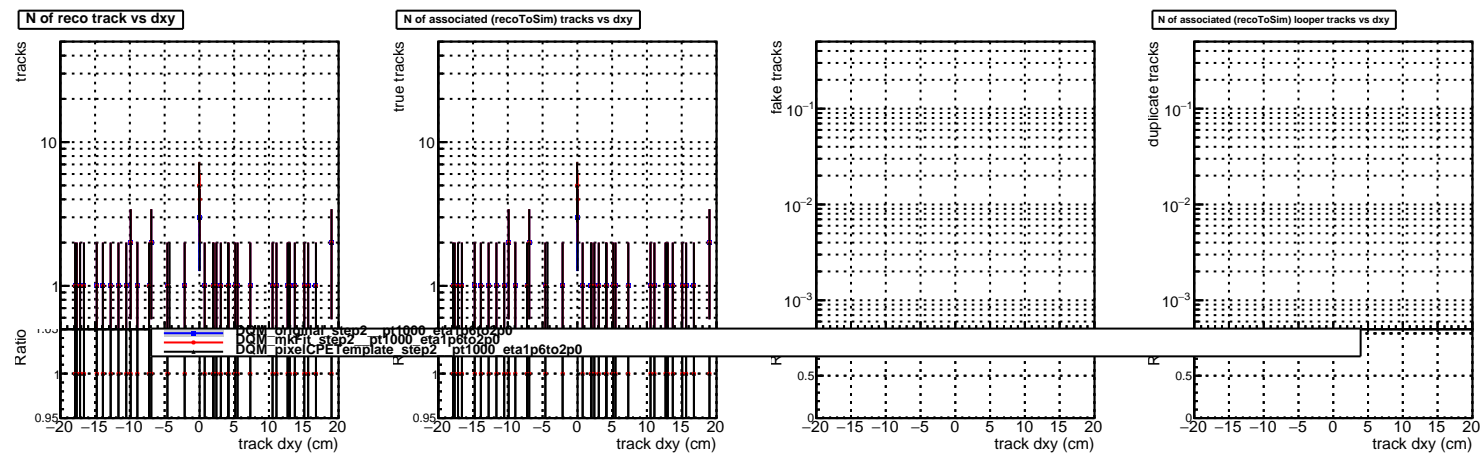 N of reco track vs dxy
tracks
10
1
Ratio
1
0.95
−20 −15 −10 −5 0 5 10 15 20
track dxy (cm)
N of associated (recoToSim) tracks vs dxy
true tracks
10
1
1
0.95
−20 −15 −10 −5 0 5 10 15 20
track dxy (cm)
fake tracks
10−1
10−2
10−3
0.5
0
−20 −15 −10 −5 0 5 10 15 20
track dxy (cm)
N of associated (recoToSim) looper tracks vs dxy
duplicate tracks
10−1
10−2
10−3
0.5
0
−20 −15 −10 −5 0 5 10 15 20
track dxy (cm)
DQM_original_step2__pt1000_eta1p6to2p0
DQM_mkFit_step2__pt1000_eta1p6to2p0
DQM_pixelCPETemplate_step2__pt1000_eta1p6to2p0